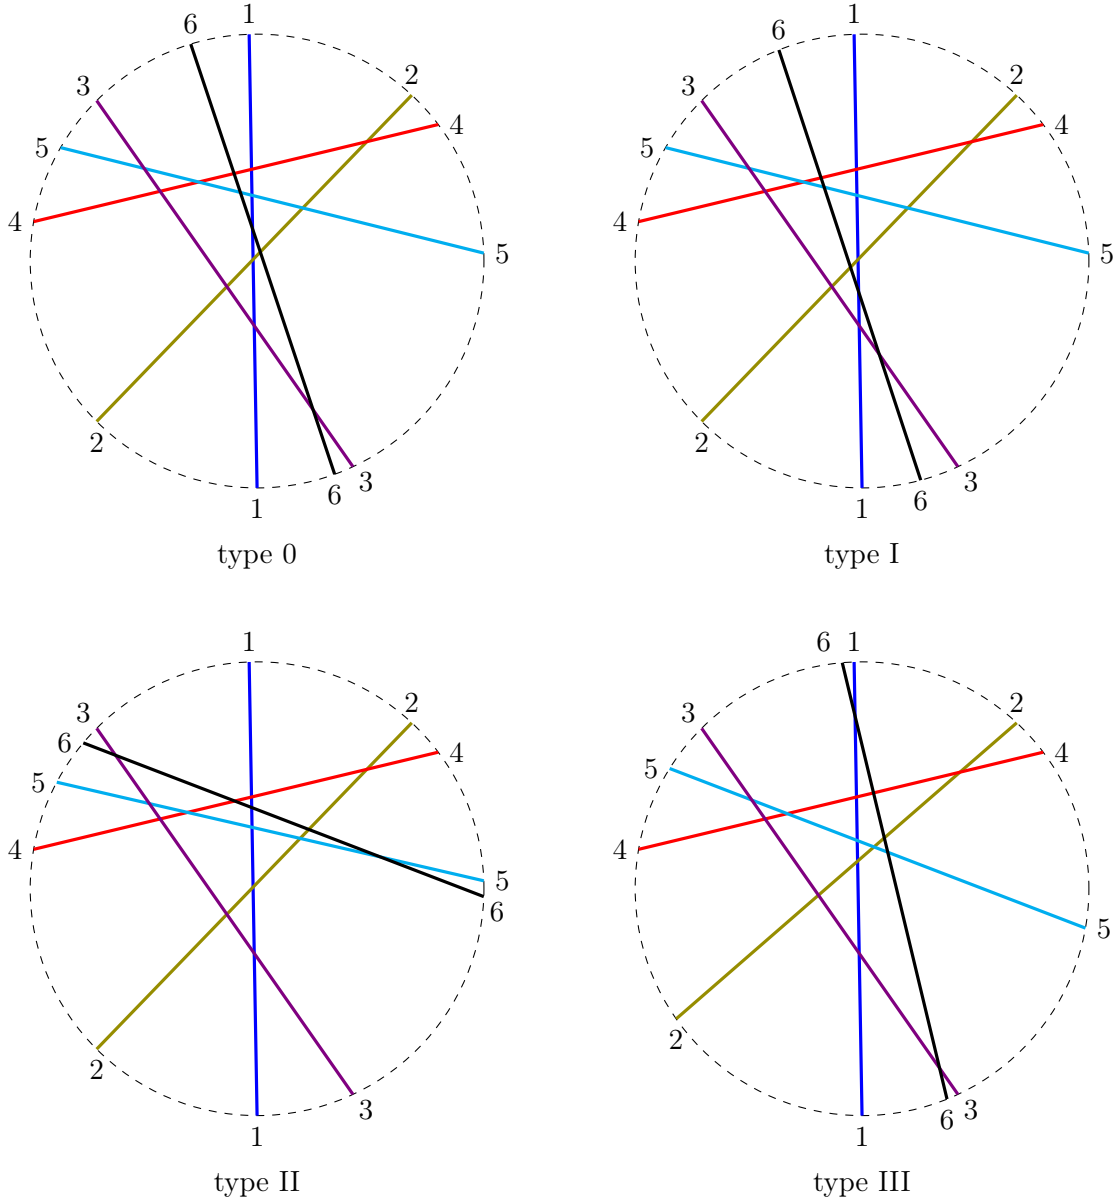 6 1 6 1
3 2 3 2
5 4 5 4
4 5 4 5
2 2
1 6 3 1 6 3
type 0 type I
1 6 1
3 2 3 2
6 4 5 4
5
4 5 4
6 5
2 2
1 3 1 6 3
type II type III